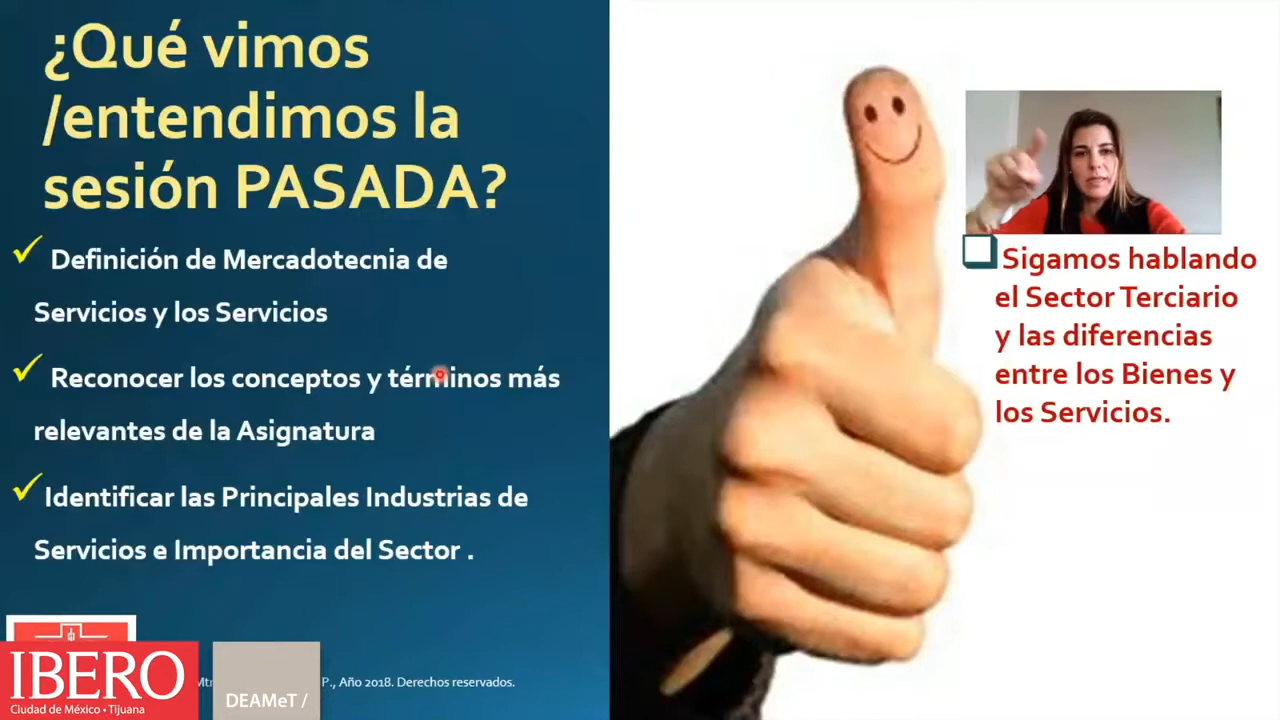 ¿Qué vimos
/entendimos la
sesión PASADA?
Definición de Mercadotecnia de
Servicios y los Servicios
Reconocer los conceptos y términos más
relevantes de la Asignatura
Identificar las Principales Industrias de
Servicios e Importancia del Sector .
Sigamos hablando
el Sector Terciario
y las diferencias
entre los Bienes y
los Servicios.
IBERO
Ciudad de México • Tijuana
DEAMeT /
P., Año 2018. Derechos reservados.